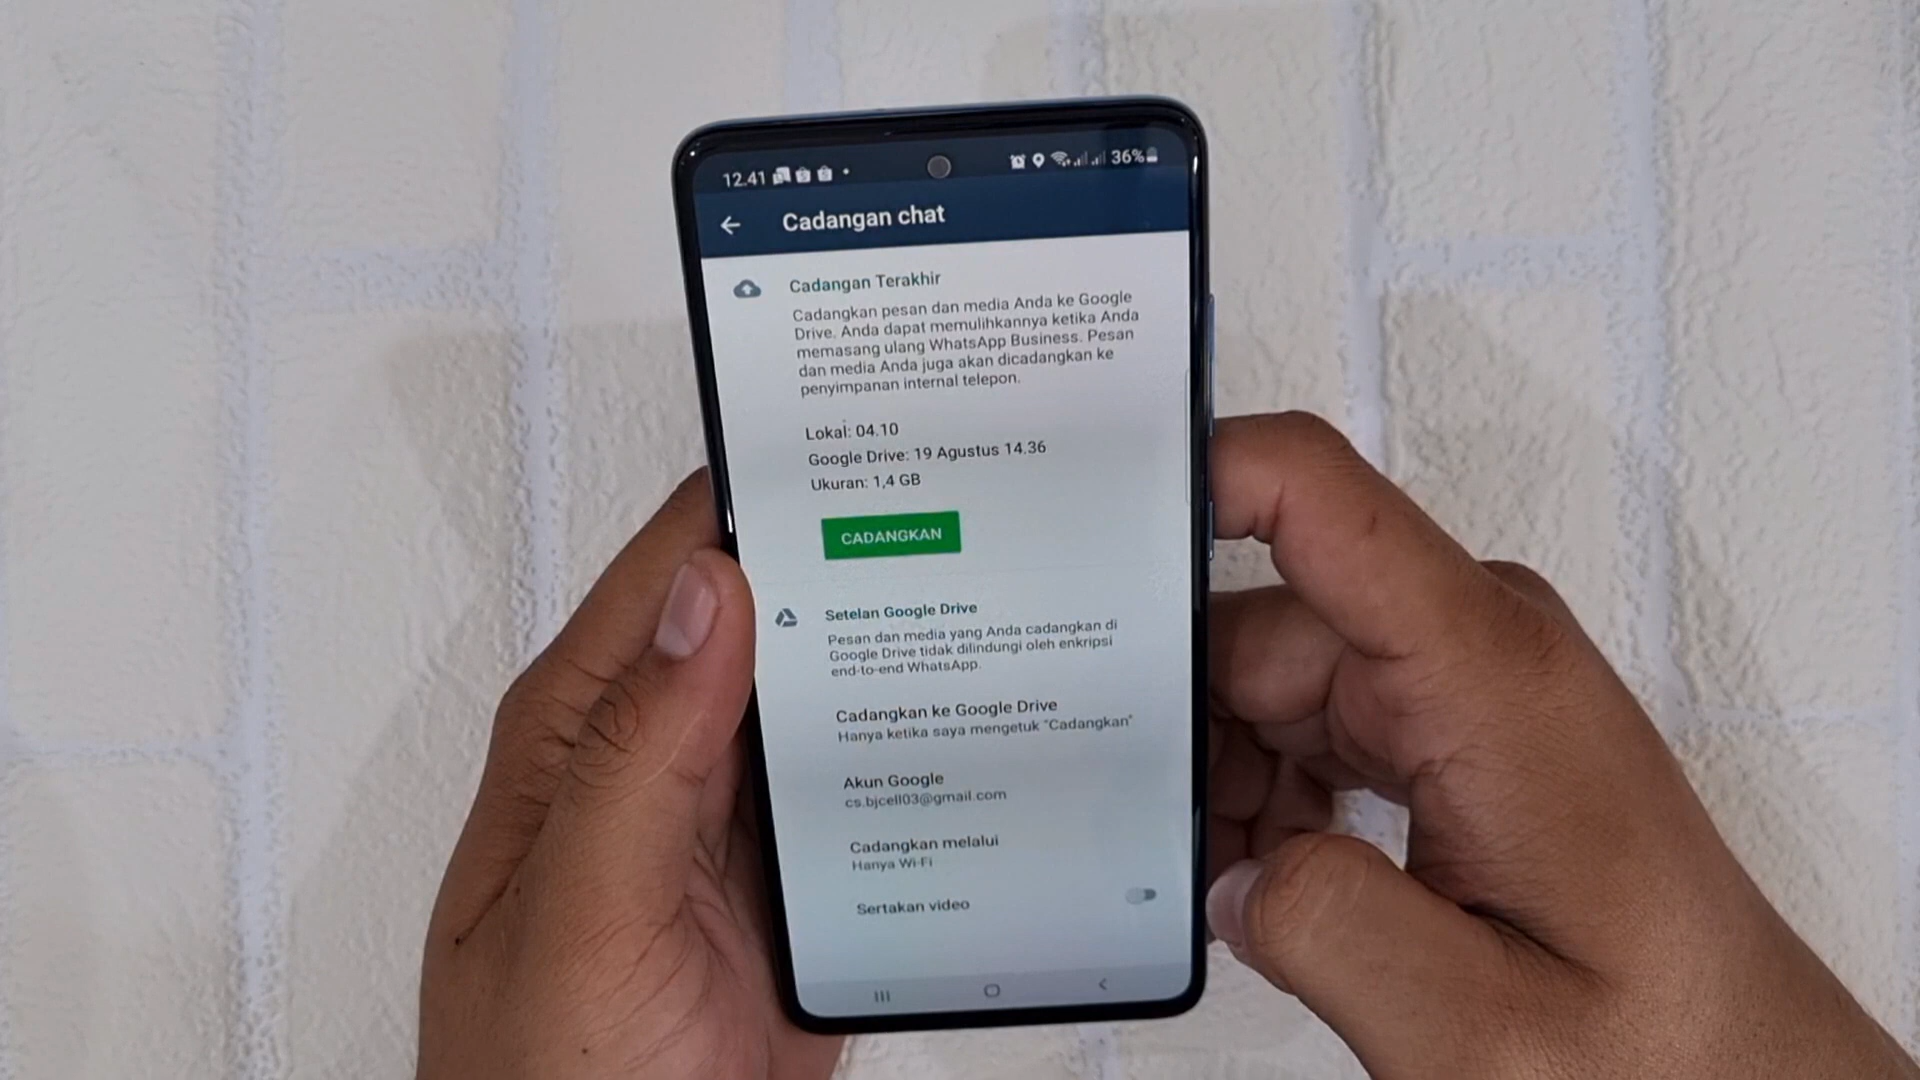 12.41
36%
Cadangan chat
Cadangan Terakhir
Cadangkan pesan dan media Anda ke Google
Drive. Anda dapat memulihkannya ketika Anda
memasang ulang WhatsApp Business. Pesan
dan media Anda juga akan dicadangkan ke
penyimpanan internal telepon.
Lokal: 04.10
Google Drive: 19 Agustus 14.36
Ukuran: 1,4 GB
CADANGKAN
Setelan Google Drive
Pesan dan media yang Anda cadangkan di
Google Drive tidak dilindungi oleh enkripsi
end-to-end WhatsApp.
Cadangkan ke Google Drive
Hanya ketika saya mengetuk "Cadangkan"
Akun Google
cs.bjcell03@gmail.com
Cadangkan melalui
Hanya Wi-Fi
Sertakan video